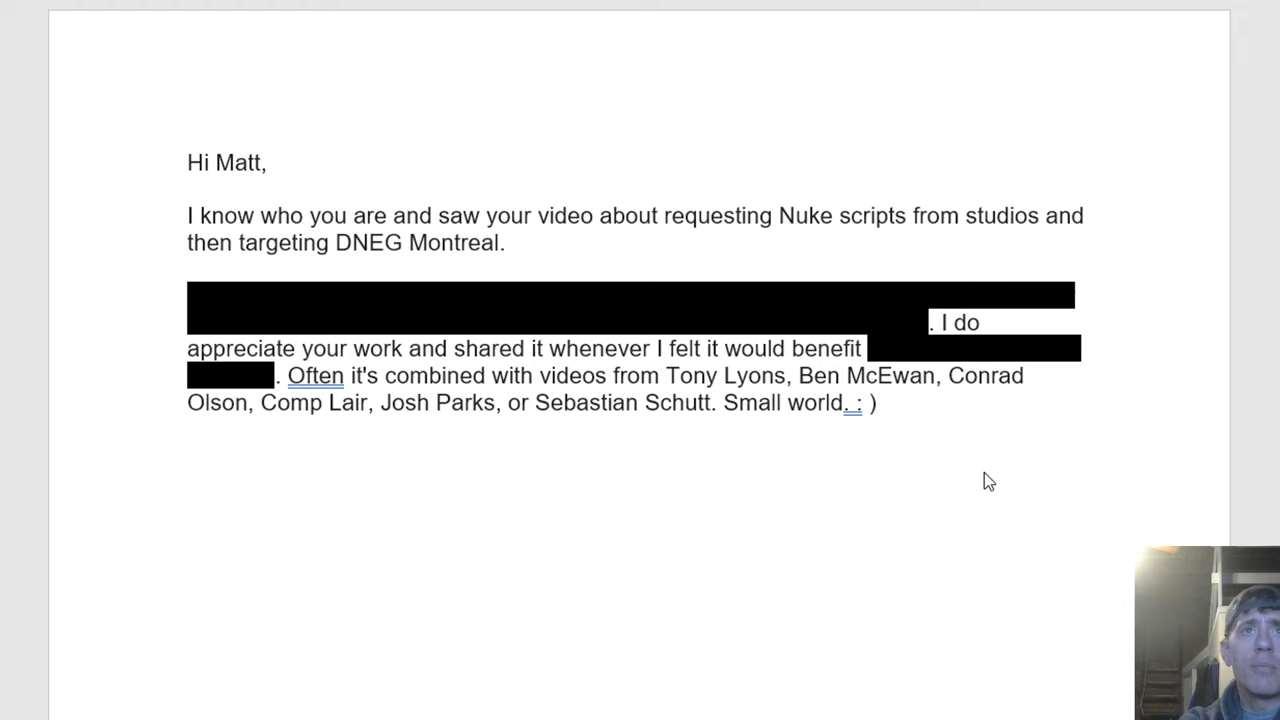 Hi Matt,
I know who you are and saw your video about requesting Nuke scripts from studios and
then targeting DNEG Montreal.
. I do
appreciate your work and shared it whenever I felt it would benefit
. Often it's combined with videos from Tony Lyons, Ben McEwan, Conrad
Olson, Comp Lair, Josh Parks, or Sebastian Schutt. Small world. : )